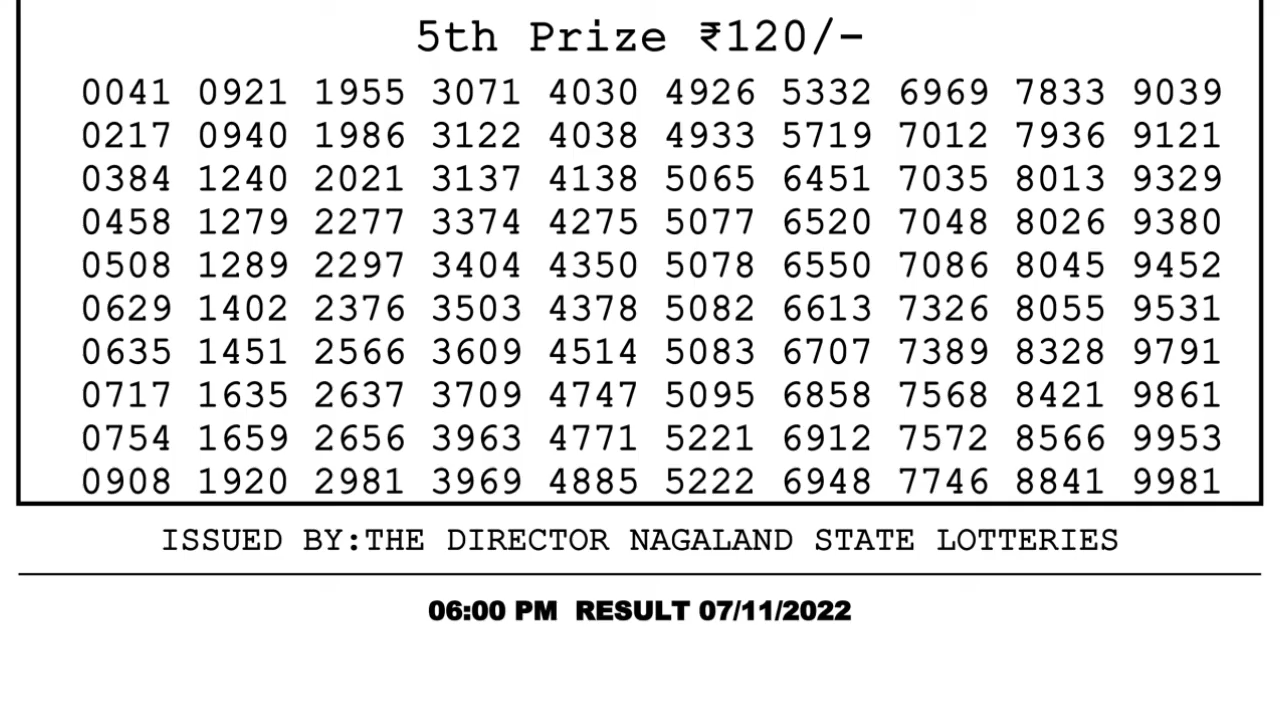 5th Prize ₹120/-
0041 0921 1955 3071 4030 4926 5332 6969 7833 9039
0217 0940 1986 3122 4038 4933 5719 7012 7936 9121
0384 1240 2021 3137 4138 5065 6451 7035 8013 9329
0458 1279 2277 3374 4275 5077 6520 7048 8026 9380
0508 1289 2297 3404 4350 5078 6550 7086 8045 9452
0629 1402 2376 3503 4378 5082 6613 7326 8055 9531
0635 1451 2566 3609 4514 5083 6707 7389 8328 9791
0717 1635 2637 3709 4747 5095 6858 7568 8421 9861
0754 1659 2656 3963 4771 5221 6912 7572 8566 9953
0908 1920 2981 3969 4885 5222 6948 7746 8841 9981
ISSUED BY:THE DIRECTOR NAGALAND STATE LOTTERIES
06:00 PM RESULT 07/11/2022